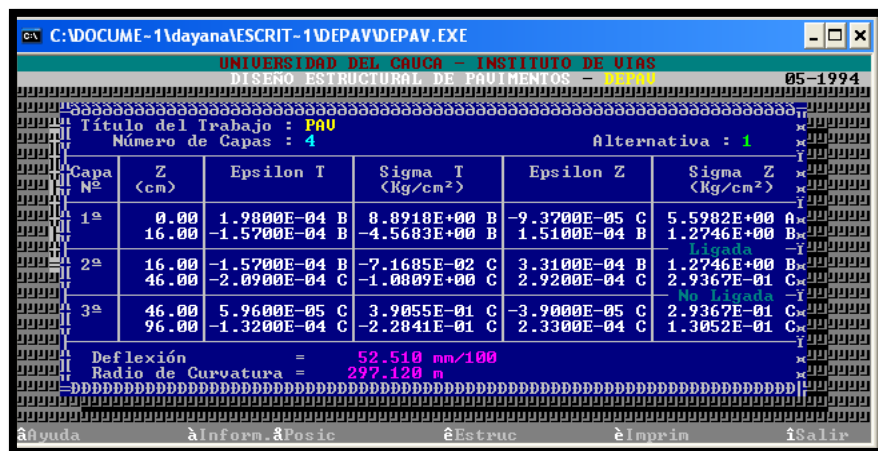 C:\DOCUME~1\dayana\ESCRIT~1\DEPAV\DEPAV.EXE
UNIVERSIDAD DEL CAUCA - INSTITUTO DE VIAS
DISEÑO ESTRUCTURAL DE PAVIMENTOS - DEPAV 05-1994
Título del Trabajo : PAV
Número de Capas : 4 Alternativa : 1
Capa Z Epsilon T Sigma T Epsilon Z Sigma Z
Nº (cm) (Kg/cm²) (Kg/cm²)
1ª 0.00 1.9800E-04 B 8.8918E+00 B -9.3700E-05 C 5.5982E+00 A
16.00 -1.5700E-04 B -4.5683E+00 B 1.5100E-04 B 1.2746E+00 B
Ligada
2ª 16.00 -1.5700E-04 B -7.1685E-02 C 3.3100E-04 B 1.2746E+00 B
46.00 -2.0900E-04 C -1.0809E+00 C 2.9200E-04 C 2.9367E-01 C
No Ligada
3ª 46.00 5.9600E-05 C 3.9055E-01 C -3.9000E-05 C 2.9367E-01 C
96.00 -1.3200E-04 C -2.2841E-01 C 2.3300E-04 C 1.3052E-01 C
Deflexión = 52.510 mm/100
Radio de Curvatura = 297.120 m
âAyuda àInform.åPosic êEstruc èImprim îSalir